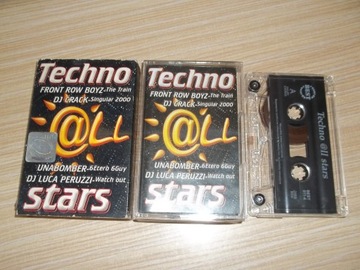 Techno
FRONT ROW BOYZ-The Train
DJ CRACK-Singular 2000
@LL
UNABOMBER-6tterb 6Guy
DJ LUCA PERUZZI-Watch out
stars
Techno
FRONT ROW BOYZ-The Train
DJ CRACK-Singular 2000
@LL
UNABOMBER-6tterb 6Guy
DJ LUCA PERUZZI-Watch out
stars
A
Techno @ll stars